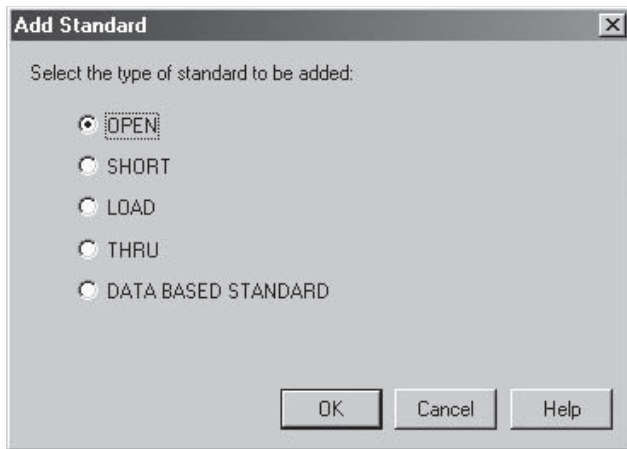 Add Standard
Select the type of standard to be added:
OPEN
SHORT
LOAD
THRU
DATA BASED STANDARD
OK Cancel Help